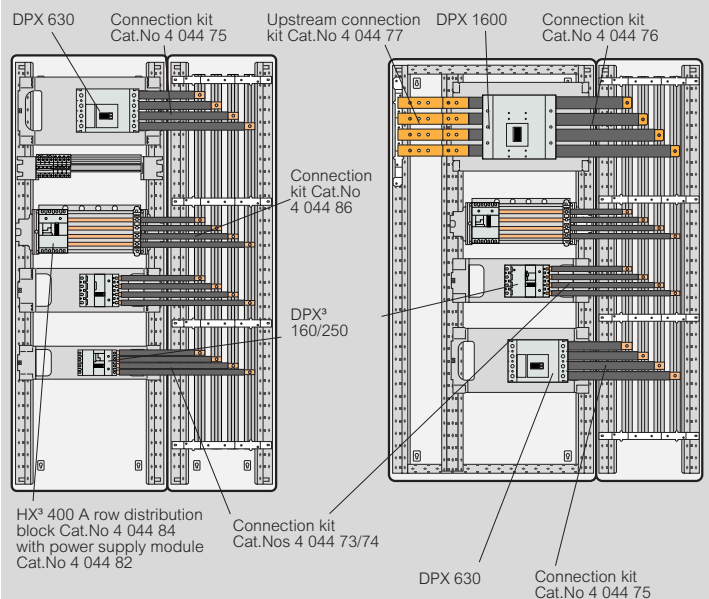 DPX 630
Connection kit
Cat.No 4 044 75
Upstream connection
kit Cat.No 4 044 77
DPX 1600
Connection kit
Cat.No 4 044 76
Connection
kit Cat.No
4 044 86
DPX³
160/250
HX³ 400 A row distribution
block Cat.No 4 044 84
with power supply module
Cat.No 4 044 82
Connection kit
Cat.Nos 4 044 73/74
DPX 630
Connection kit
Cat.No 4 044 75